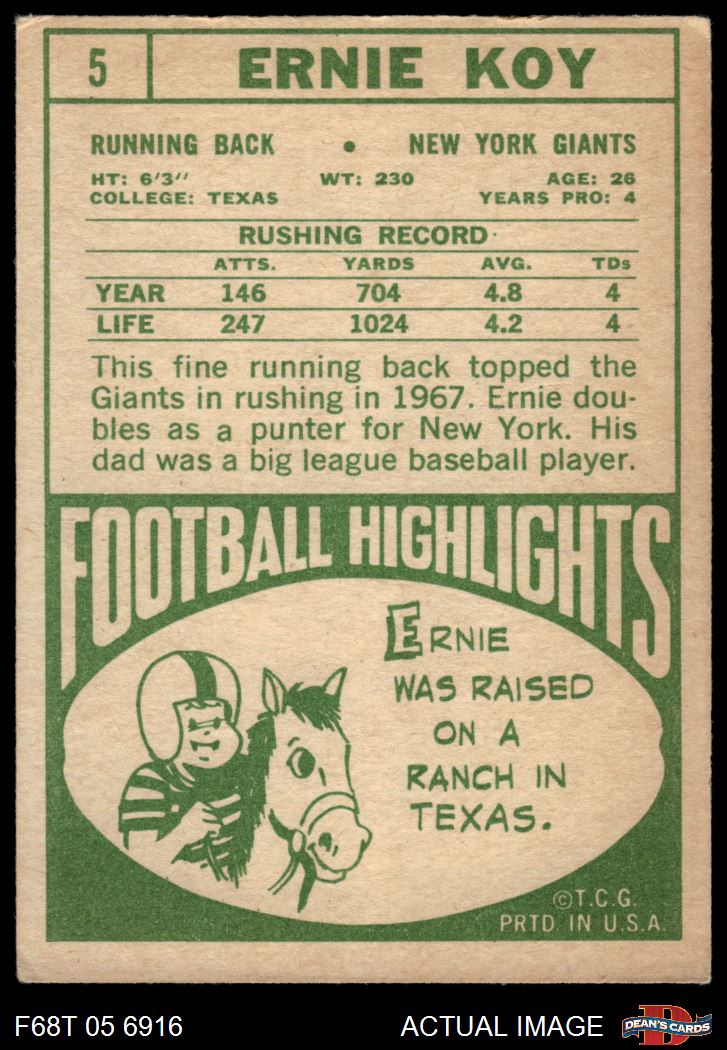 5 ERNIE KOY
RUNNING BACK • NEW YORK GIANTS
HT: 6'3" WT: 230 AGE: 26
COLLEGE: TEXAS YEARS PRO: 4
RUSHING RECORD
ATTS. YARDS AVG. TDs
YEAR 146 704 4.8 4
LIFE 247 1024 4.2 4
This fine running back topped the
Giants in rushing in 1967. Ernie dou-
bles as a punter for New York. His
dad was a big league baseball player.
FOOTBALL HIGHLIGHTS
ERNIE
WAS RAISED
ON A
RANCH IN
TEXAS.
©T.C.G.
PRTD. IN U.S.A.
F68T 05 6916 ACTUAL IMAGE D DEAN'S CARDS